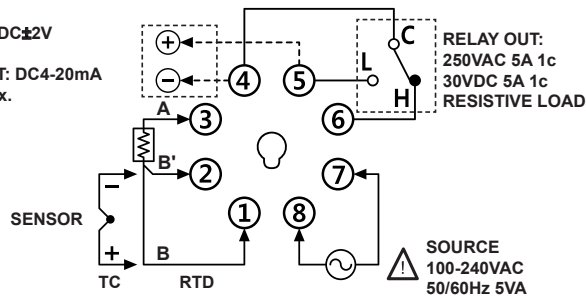 DC±2V
T: DC4-20mA
x.
+
−
4
5
C
L
H
RELAY OUT:
250VAC 5A 1c
30VDC 5A 1c
RESISTIVE LOAD
A
3
6
B'
2
7
−
SENSOR
1
8
+
B
TC
RTD
!
SOURCE
100-240VAC
50/60Hz 5VA